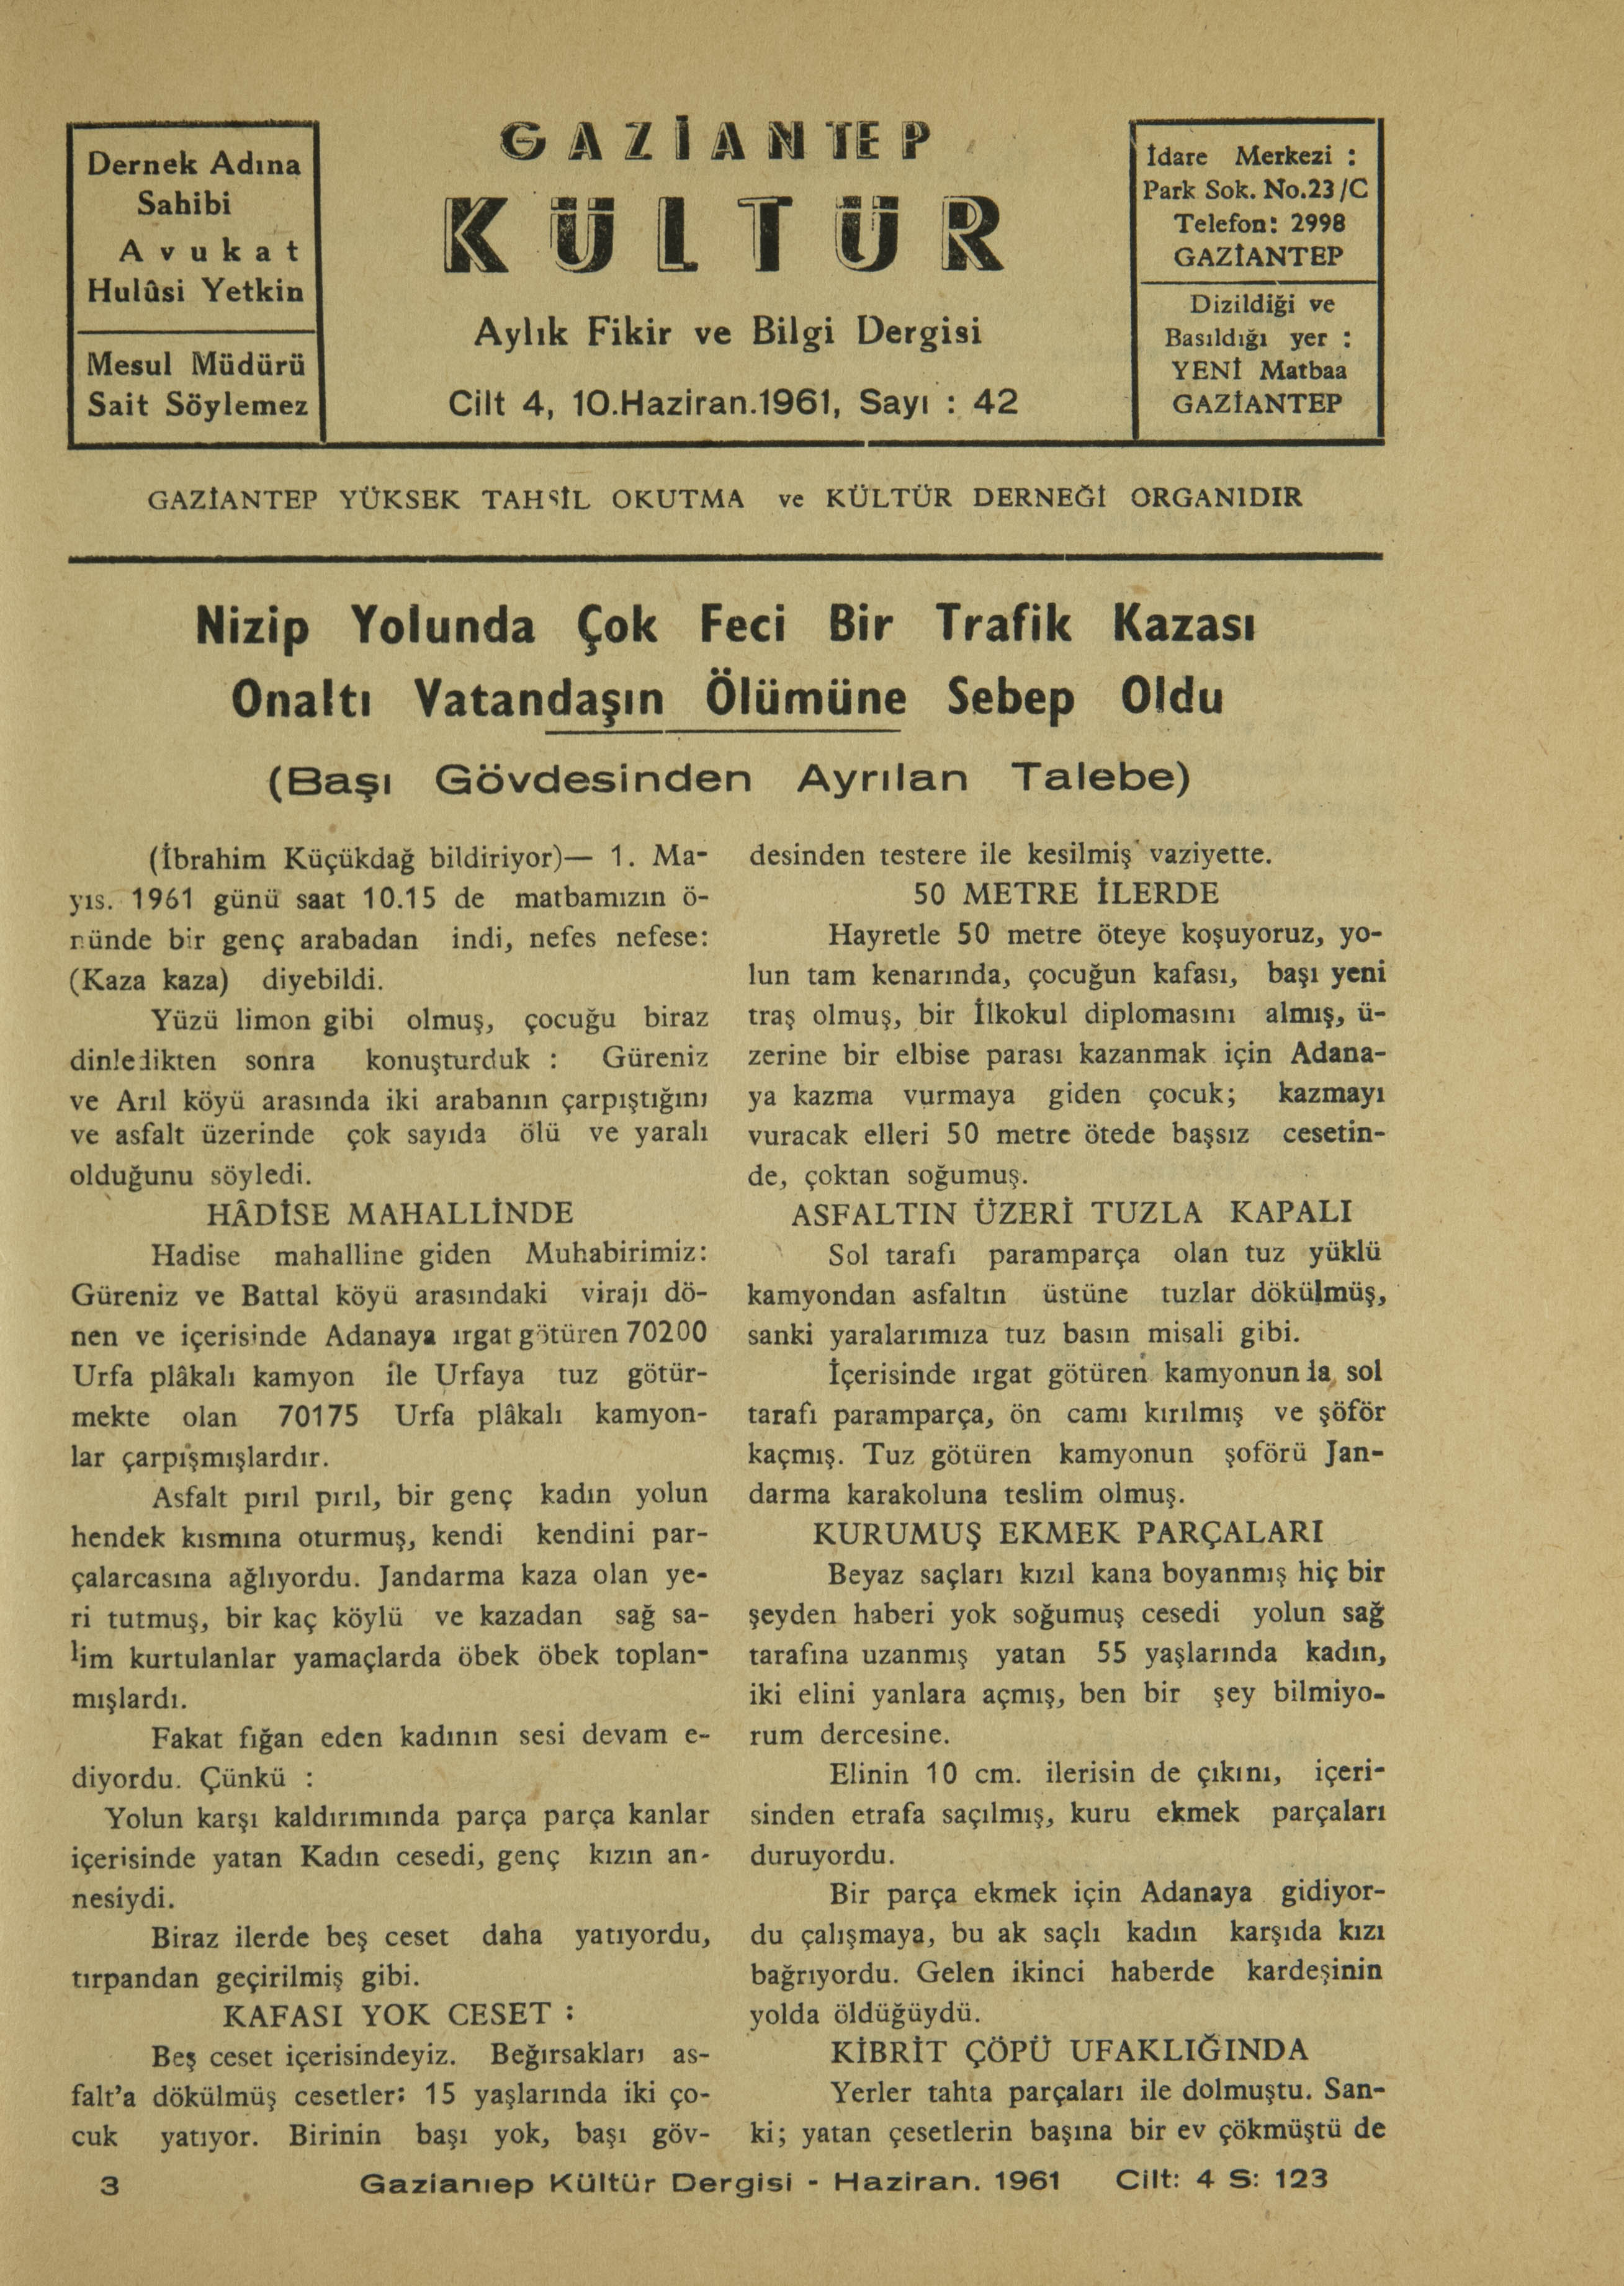 Dernek Adına
Sahibi
Avukat
Hulûsi Yetkin
Mesul Müdürü
Sait Söylemez
GAZİANTEP
KÜLTÜR
Aylık Fikir ve Bilgi Dergisi
Cilt 4, 10.Haziran.1961, Sayı : 42
İdare Merkezi :
Park Sok. No.23/C
Telefon: 2998
GAZİANTEP
Dizildiği ve
Basıldığı yer :
YENİ Matbaa
GAZİANTEP
GAZİANTEP YÜKSEK TAHSİL OKUTMA ve KÜLTÜR DERNEĞİ ORGANIDIR
Nizip Yolunda Çok Feci Bir Trafik Kazası
Onaltı Vatandaşın Ölümüne Sebep Oldu
(Başı Gövdesinden Ayrılan Talebe)
(İbrahim Küçükdağ bildiriyor)— 1. Ma-
yıs. 1961 günü saat 10.15 de matbamızın ö-
nünde bir genç arabadan indi, nefes nefese:
(Kaza kaza) diyebildi.
Yüzü limon gibi olmuş, çocuğu biraz
dinledikten sonra konuşturduk : Güreniz
ve Arıl köyü arasında iki arabanın çarpıştığını
ve asfalt üzerinde çok sayıda ölü ve yaralı
olduğunu söyledi.
HÂDİSE MAHALLİNDE
Hadise mahalline giden Muhabirimiz:
Güreniz ve Battal köyü arasındaki virajı dö-
nen ve içerisinde Adanaya ırgat götüren 70200
Urfa plâkalı kamyon ile Urfaya tuz götür-
mekte olan 70175 Urfa plâkalı kamyon-
lar çarpışmışlardır.
Asfalt pırıl pırıl, bir genç kadın yolun
hendek kısmına oturmuş, kendi kendini par-
çalarcasına ağlıyordu. Jandarma kaza olan ye-
ri tutmuş, bir kaç köylü ve kazadan sağ sa-
lim kurtulanlar yamaçlarda öbek öbek toplan-
mışlardı.
Fakat fığan eden kadının sesi devam e-
diyordu. Çünkü :
Yolun karşı kaldırımında parça parça kanlar
içerisinde yatan Kadın cesedi, genç kızın an-
nesiydi.
Biraz ilerde beş ceset daha yatıyordu,
tırpandan geçirilmiş gibi.
KAFASI YOK CESET :
Beş ceset içerisindeyiz. Beğırsakları as-
falt'a dökülmüş cesetler: 15 yaşlarında iki ço-
cuk yatıyor. Birinin başı yok, başı göv-
desinden testere ile kesilmiş vaziyette.
50 METRE İLERDE
Hayretle 50 metre öteye koşuyoruz, yo-
lun tam kenarında, çocuğun kafası, başı yeni
traş olmuş, bir İlkokul diplomasını almış, ü-
zerine bir elbise parası kazanmak için Adana-
ya kazma vurmaya giden çocuk; kazmayı
vuracak elleri 50 metre ötede başsız cesetin-
de, çoktan soğumuş.
ASFALTIN ÜZERİ TUZLA KAPALI
Sol tarafı paramparça olan tuz yüklü
kamyondan asfaltın üstüne tuzlar dökülmüş,
sanki yaralarımıza tuz basın misali gibi.
İçerisinde ırgat götüren kamyonun da sol
tarafı paramparça, ön camı kırılmış ve şöför
kaçmış. Tuz götüren kamyonun şoförü Jan-
darma karakoluna teslim olmuş.
KURUMUŞ EKMEK PARÇALARI
Beyaz saçları kızıl kana boyanmış hiç bir
şeyden haberi yok soğumuş cesedi yolun sağ
tarafına uzanmış yatan 55 yaşlarında kadın,
iki elini yanlara açmış, ben bir şey bilmiyo-
rum dercesine.
Elinin 10 cm. ilerisin de çıkını, içeri-
sinden etrafa saçılmış, kuru ekmek parçaları
duruyordu.
Bir parça ekmek için Adanaya gidiyor-
du çalışmaya, bu ak saçlı kadın karşıda kızı
bağrıyordu. Gelen ikinci haberde kardeşinin
yolda öldüğüydü.
KİBRİT ÇÖPÜ UFAKLIĞINDA
Yerler tahta parçaları ile dolmuştu. San-
ki; yatan çesetlerin başına bir ev çökmüştü de
3 Gaziantep Kültür Dergisi - Haziran. 1961 Cilt: 4 S: 123